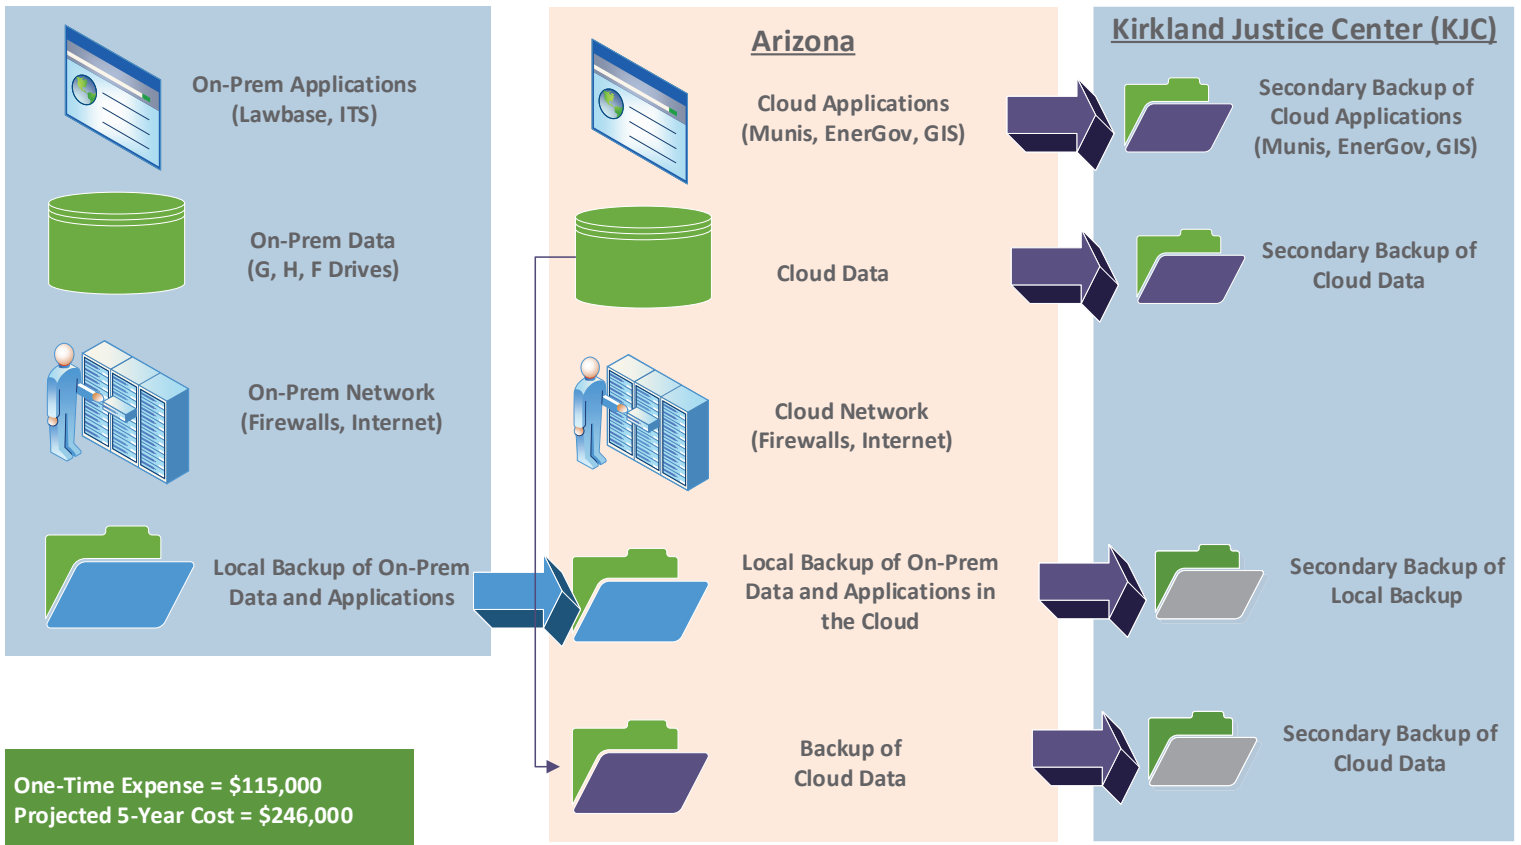 On-Prem Applications
(Lawbase, ITS)
On-Prem Data
(G, H, F Drives)
On-Prem Network
(Firewalls, Internet)
Local Backup of On-Prem
Data and Applications
One-Time Expense = $115,000
Projected 5-Year Cost = $246,000
Arizona
Cloud Applications
(Munis, EnerGov, GIS)
Cloud Data
Cloud Network
(Firewalls, Internet)
Local Backup of On-Prem
Data and Applications in
the Cloud
Backup of
Cloud Data
Kirkland Justice Center (KJC)
Secondary Backup of
Cloud Applications
(Munis, EnerGov, GIS)
Secondary Backup of
Cloud Data
Secondary Backup of
Local Backup
Secondary Backup of
Cloud Data